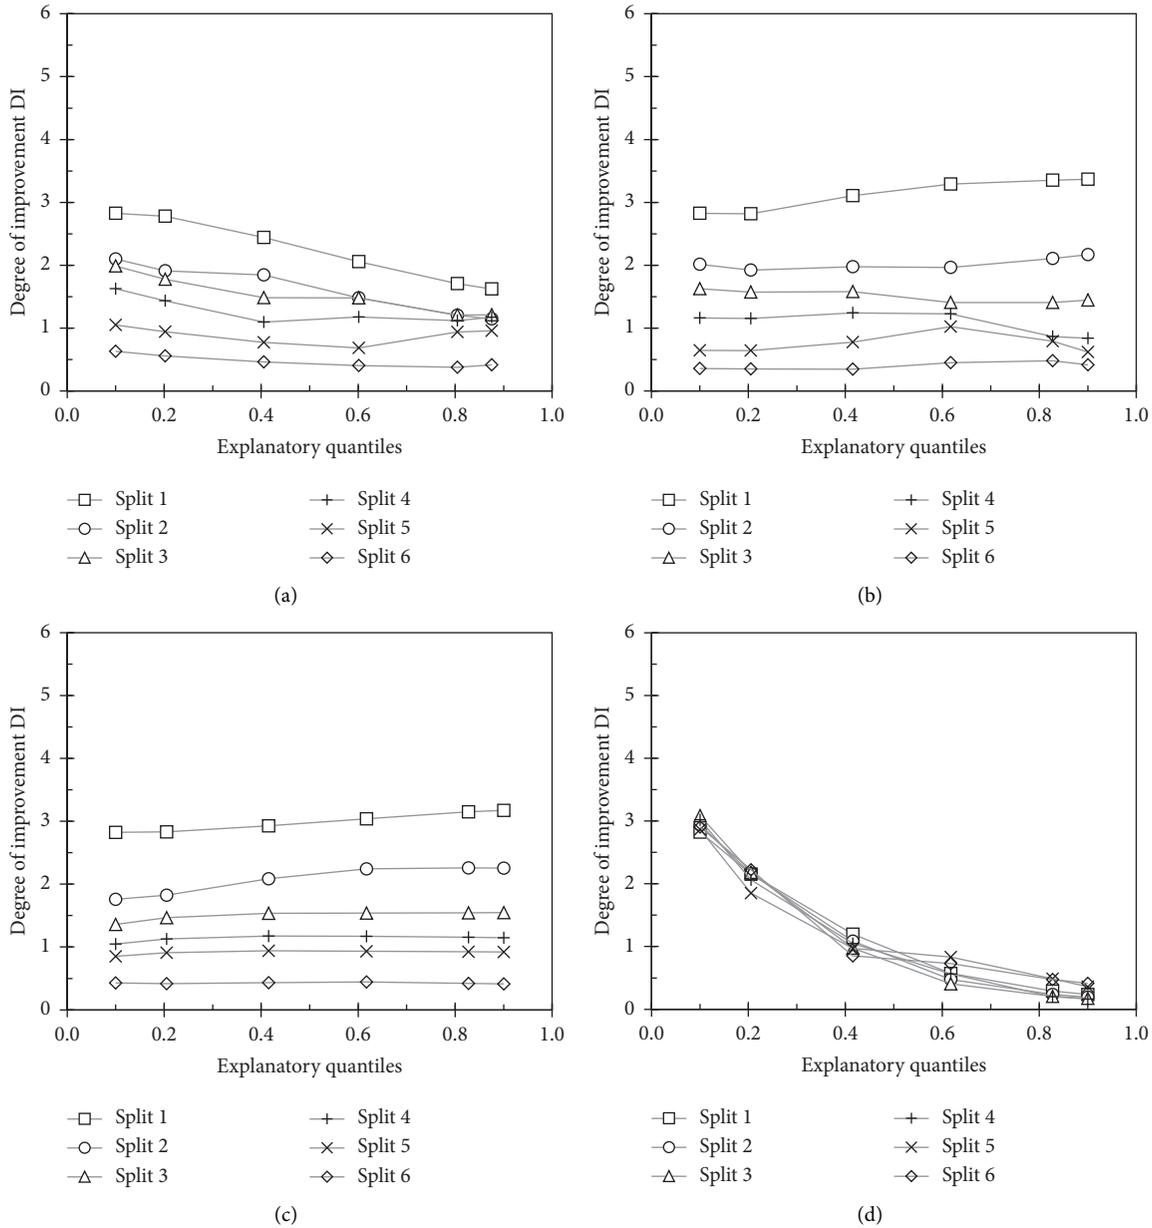 6
5
4
3
2
1
0
Degree of improvement DI
0.0 0.2 0.4 0.6 0.8 1.0
Explanatory quantiles
Split 1 Split 4
Split 2 Split 5
Split 3 Split 6
(a)
6
5
4
3
2
1
0
Degree of improvement DI
0.0 0.2 0.4 0.6 0.8 1.0
Explanatory quantiles
Split 1 Split 4
Split 2 Split 5
Split 3 Split 6
(b)
6
5
4
3
2
1
0
Degree of improvement DI
0.0 0.2 0.4 0.6 0.8 1.0
Explanatory quantiles
Split 1 Split 4
Split 2 Split 5
Split 3 Split 6
(c)
6
5
4
3
2
1
0
Degree of improvement DI
0.0 0.2 0.4 0.6 0.8 1.0
Explanatory quantiles
Split 1 Split 4
Split 2 Split 5
Split 3 Split 6
(d)